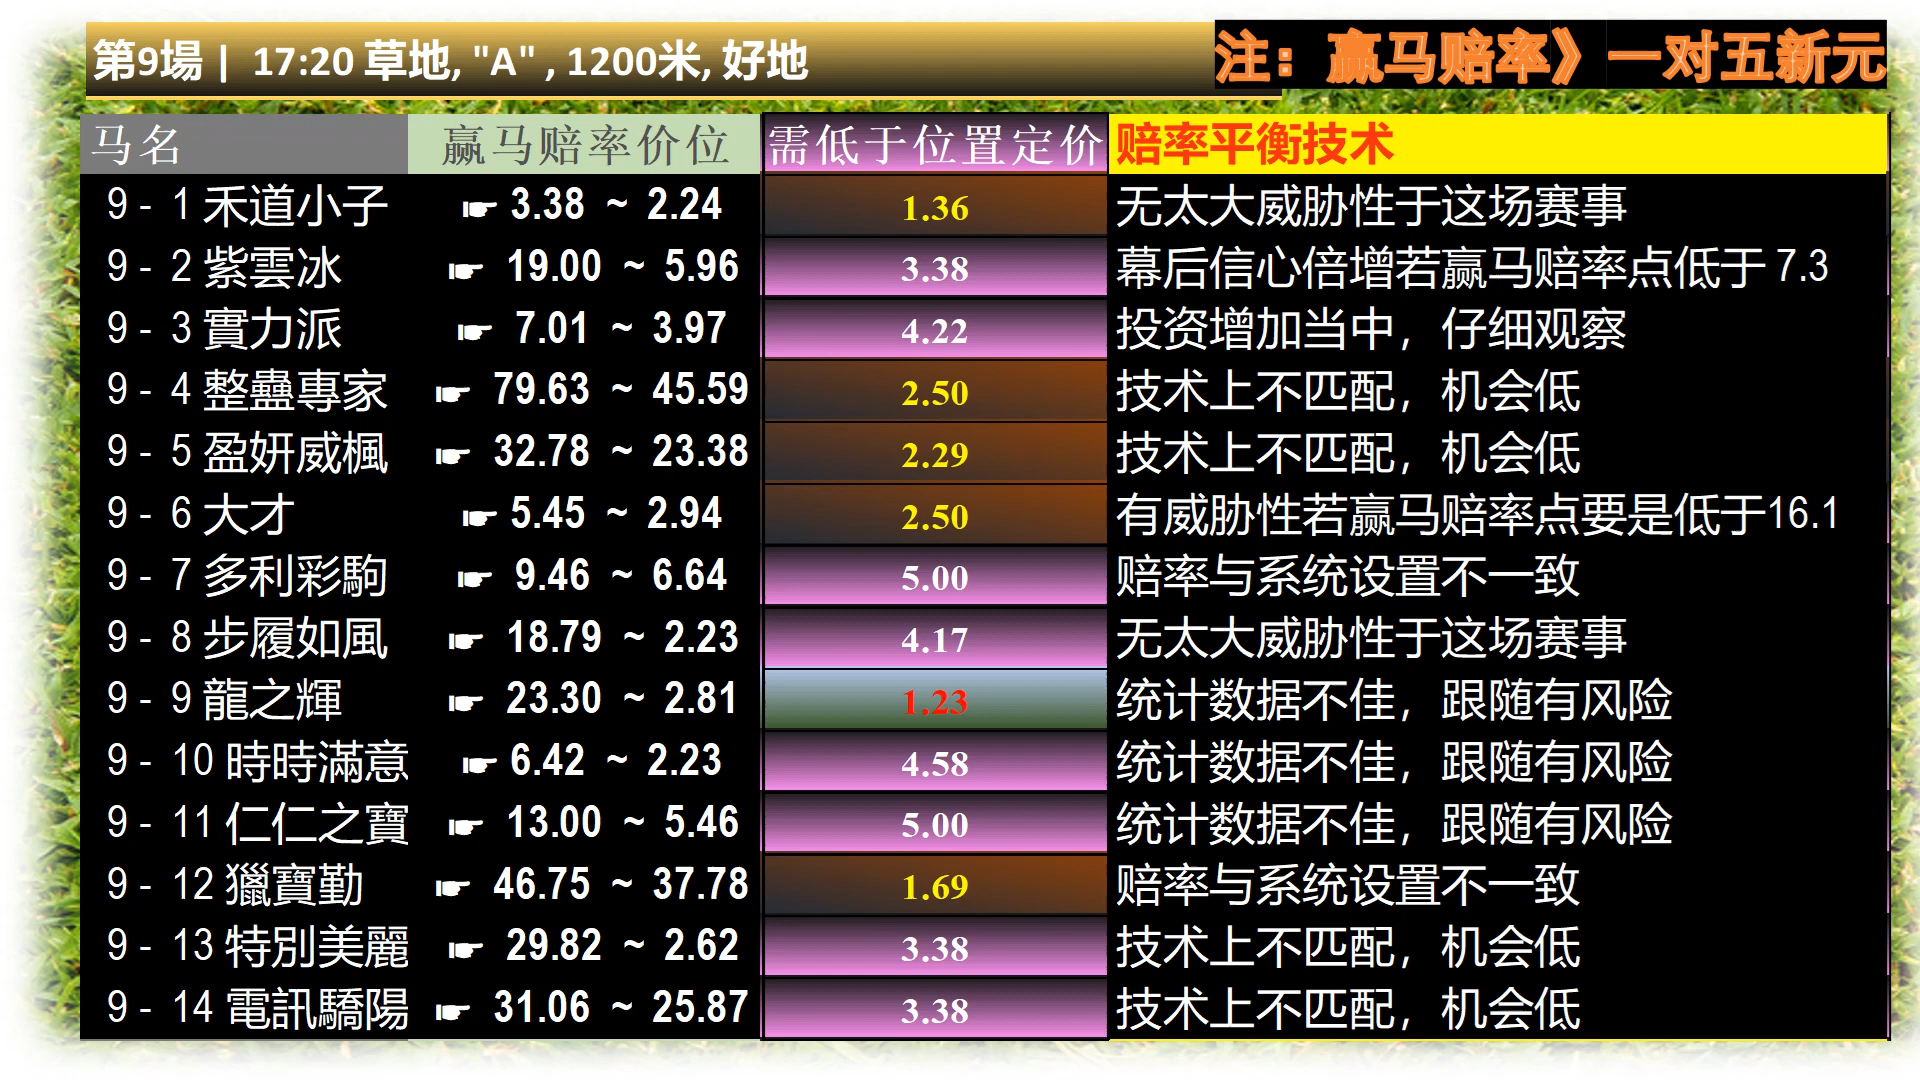 第9場 |  17:20 草地, "A" , 1200米, 好地
注：赢马赔率》一对五新元
马名 赢马赔率价位 需低于位置定价 赔率平衡技术
9 - 1 禾道小子 ☛ 3.38 ~ 2.24 1.36 无太大威胁性于这场赛事
9 - 2 紫雲冰 ☛ 19.00 ~ 5.96 3.38 幕后信心倍增若赢马赔率点低于 7.3
9 - 3 實力派 ☛ 7.01 ~ 3.97 4.22 投资增加当中，仔细观察
9 - 4 整蠱專家 ☛ 79.63 ~ 45.59 2.50 技术上不匹配，机会低
9 - 5 盈妍威楓 ☛ 32.78 ~ 23.38 2.29 技术上不匹配，机会低
9 - 6 大才 ☛ 5.45 ~ 2.94 2.50 有威胁性若赢马赔率点要是低于16.1
9 - 7 多利彩駒 ☛ 9.46 ~ 6.64 5.00 赔率与系统设置不一致
9 - 8 步履如風 ☛ 18.79 ~ 2.23 4.17 无太大威胁性于这场赛事
9 - 9 龍之輝 ☛ 23.30 ~ 2.81 1.23 统计数据不佳，跟随有风险
9 - 10 時時滿意 ☛ 6.42 ~ 2.23 4.58 统计数据不佳，跟随有风险
9 - 11 仁仁之寶 ☛ 13.00 ~ 5.46 5.00 统计数据不佳，跟随有风险
9 - 12 獵寶勤 ☛ 46.75 ~ 37.78 1.69 赔率与系统设置不一致
9 - 13 特別美麗 ☛ 29.82 ~ 2.62 3.38 技术上不匹配，机会低
9 - 14 電訊驕陽 ☛ 31.06 ~ 25.87 3.38 技术上不匹配，机会低